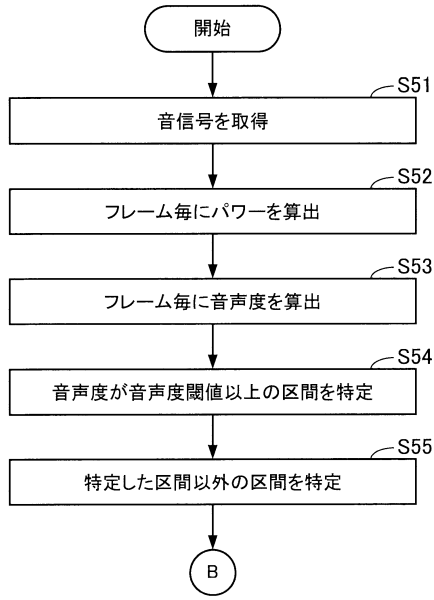 開始
S51
音信号を取得
S52
フレーム毎にパワーを算出
S53
フレーム毎に音声度を算出
S54
音声度が音声度閾値以上の区間を特定
S55
特定した区間以外の区間を特定
B